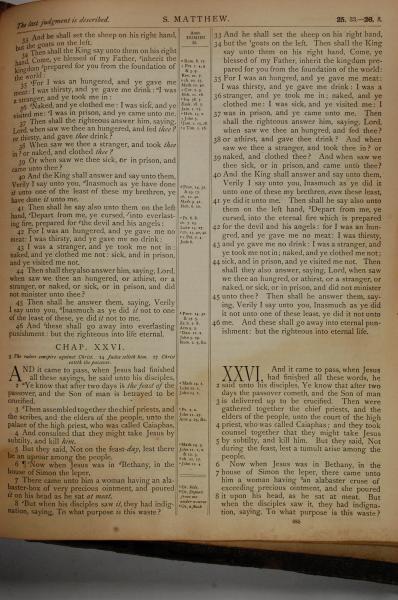 The last judgment is described.
S. MATTHEW.
25. 33.—26. 8.
33 And he shall set the sheep on his right hand,
but the goats on the left.
34 Then shall the King say unto them on his right
hand, Come, ye blessed of my Father, inherit the
kingdom prepared for you from the foundation of
the world:
35 For I was an hungred, and ye gave me
meat: I was thirsty, and ye gave me drink: I was
a stranger, and ye took me in:
36 Naked, and ye clothed me: I was sick, and ye
visited me: I was in prison, and ye came unto me.
37 Then shall the righteous answer him, saying,
Lord, when saw we thee an hungred, and fed thee?
or thirsty, and gave thee drink?
38 When saw we thee a stranger, and took thee
in? or naked, and clothed thee?
39 Or when saw we thee sick, or in prison, and
came unto thee?
40 And the King shall answer and say unto them,
Verily I say unto you, Inasmuch as ye have done
it unto one of the least of these my brethren, ye
have done it unto me.
41 Then shall he say also unto them on the left
hand, Depart from me, ye cursed, into everlast-
ing fire, prepared for the devil and his angels:
42 For I was an hungred, and ye gave me no
meat: I was thirsty, and ye gave me no drink:
43 I was a stranger, and ye took me not in:
naked, and ye clothed me not: sick, and in prison,
and ye visited me not.
44 Then shall they also answer him, saying, Lord,
when saw we thee an hungred, or athirst, or a
stranger, or naked, or sick, or in prison, and did
not minister unto thee?
45 Then shall he answer them, saying, Verily
I say unto you, Inasmuch as ye did it not to one
of the least of these, ye did it not to me.
46 And these shall go away into everlasting
punishment: but the righteous into life eternal.
CHAP. XXVI.
AND it came to pass, when Jesus had finished
all these sayings, he said unto his disciples,
2 Ye know that after two days is the feast of the
passover, and the Son of man is betrayed to be
crucified.
3 Then assembled together the chief priests, and
the scribes, and the elders of the people, unto the
palace of the high priest, who was called Caiaphas,
4 And consulted that they might take Jesus by
subtilty, and kill him.
5 But they said, Not on the feast-day, lest there
be an uproar among the people.
6 ¶ Now when Jesus was in Bethany, in the
house of Simon the leper,
7 There came unto him a woman having an ala-
baster-box of very precious ointment, and poured
it on his head as he sat at meat.
8 But when his disciples saw it, they had indig-
nation, saying, To what purpose is this waste?
33 And he shall set the sheep on his right hand,
34 but the goats on the left. Then shall the King
say unto them on his right hand, Come, ye
blessed of my Father, inherit the kingdom pre-
pared for you from the foundation of the world:
35 For I was an hungred, and ye gave me meat:
I was thirsty, and ye gave me drink: I was a
36 stranger, and ye took me in: naked, and ye
clothed me: I was sick, and ye visited me: I
37 was in prison, and ye came unto me. Then
shall the righteous answer him, saying, Lord,
when saw we thee an hungred, and fed thee?
38 or athirst, and gave thee drink? And when
saw we thee a stranger, and took thee in? or
39 naked, and clothed thee? And when saw we
thee sick, or in prison, and came unto thee?
40 And the King shall answer and say unto them,
Verily I say unto you, Inasmuch as ye did it
unto one of these my brethren, even these least,
41 ye did it unto me. Then shall he say also unto
them on the left hand, Depart from me, ye
cursed, into the eternal fire which is prepared
42 for the devil and his angels: for I was an hun-
gred, and ye gave me no meat: I was thirsty,
43 and ye gave me no drink: I was a stranger, and
ye took me not in; naked, and ye clothed me not;
44 sick, and in prison, and ye visited me not. Then
shall they also answer, saying, Lord, when saw
we thee an hungred, or athirst, or a stranger, or
naked, or sick, or in prison, and did not minister
45 unto thee? Then shall he answer them, say-
ing, Verily I say unto you, Inasmuch as ye did
it not unto one of these least, ye did it not unto
46 me. And these shall go away into eternal pun-
ishment: but the righteous into eternal life.
XXVI. And it came to pass, when Jesus
had finished all these words, he
2 said unto his disciples, Ye know that after two
days the passover cometh, and the Son of man
3 is delivered up to be crucified. Then were
gathered together the chief priests, and the
elders of the people, unto the court of the high
4 priest, who was called Caiaphas; and they took
counsel together that they might take Jesus
5 by subtilty, and kill him. But they said, Not
during the feast, lest a tumult arise among the
people.
6 Now when Jesus was in Bethany, in the
7 house of Simon the leper, there came unto
him a woman having an alabaster cruse of
exceeding precious ointment, and she poured
8 it upon his head, as he sat at meat. But
when the disciples saw it, they had indigna-
tion, saying, To what purpose is this waste?